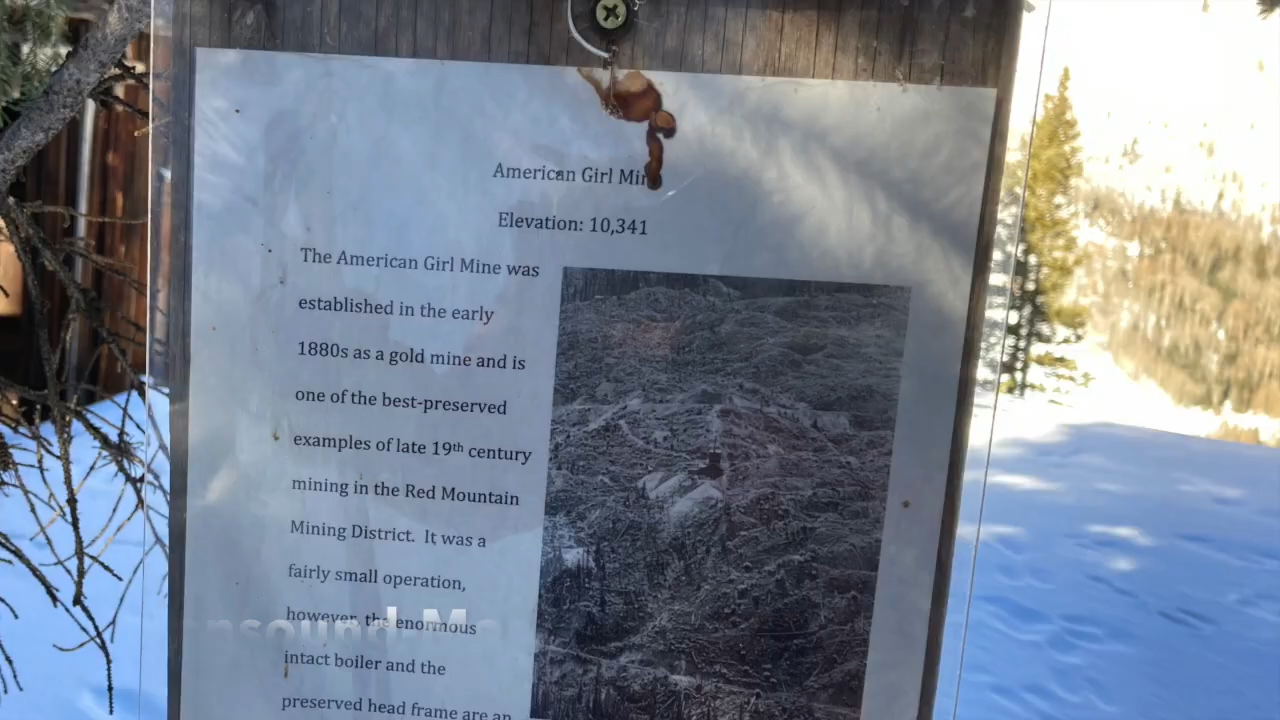 American Girl Min
Elevation: 10,341
The American Girl Mine was
established in the early
1880s as a gold mine and is
one of the best-preserved
examples of late 19th century
mining in the Red Mountain
Mining District. It was a
fairly small operation,
however, the enormous
intact boiler and the
preserved head frame are an